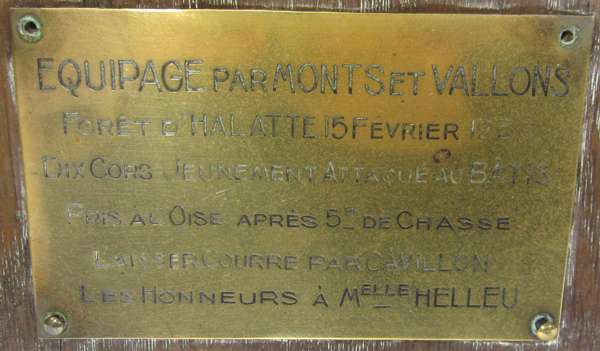 EQUIPAGE PAR MONTS ET VALLONS
FORÊT D'HALATTE 15 FEVRIER
DIX CORS JEUNEMENT ATTAQUÉ AU
PRIS À L'OISE APRÈS 5H DE CHASSE
LAISSER COURRE PAR CAVILLON
LES HONNEURS À MELLE HELLEU